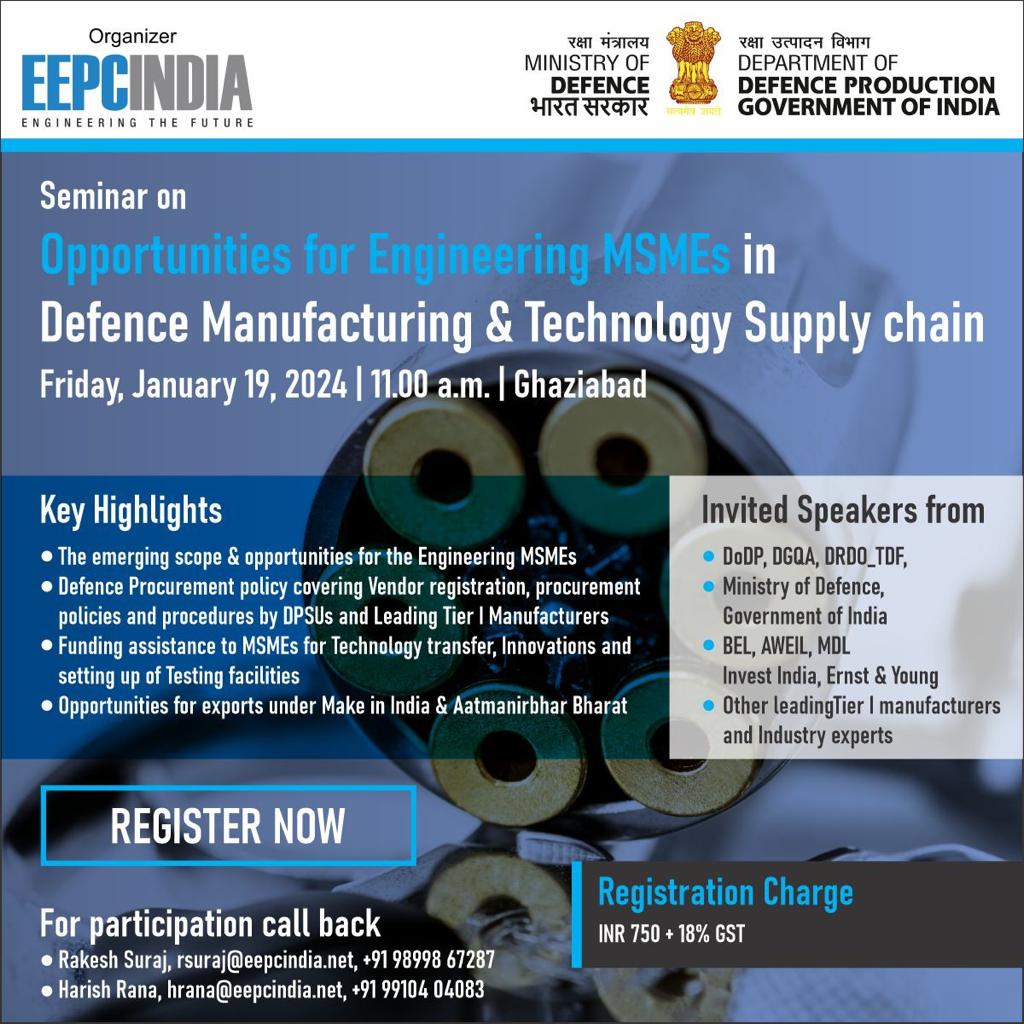 Organizer
EEPCINDIA
ENGINEERING THE FUTURE
रक्षा मंत्रालय
MINISTRY OF
DEFENCE
भारत सरकार
सत्यमेव जयते
रक्षा उत्पादन विभाग
DEPARTMENT OF
DEFENCE PRODUCTION
GOVERNMENT OF INDIA
Seminar on
Opportunities for Engineering MSMEs in
Defence Manufacturing & Technology Supply chain
Friday, January 19, 2024 | 11.00 a.m. | Ghaziabad
Key Highlights
● The emerging scope & opportunities for the Engineering MSMEs
● Defence Procurement policy covering Vendor registration, procurement
policies and procedures by DPSUs and Leading Tier I Manufacturers
● Funding assistance to MSMEs for Technology transfer, Innovations and
setting up of Testing facilities
● Opportunities for exports under Make in India & Aatmanirbhar Bharat
Invited Speakers from
● DoDP, DGQA, DRDO_TDF,
● Ministry of Defence,
Government of India
● BEL, AWEIL, MDL
Invest India, Ernst & Young
● Other leadingTier I manufacturers
and Industry experts
REGISTER NOW
Registration Charge
INR 750 + 18% GST
For participation call back
● Rakesh Suraj, rsuraj@eepcindia.net, +91 98998 67287
● Harish Rana, hrana@eepcindia.net, +91 99104 04083